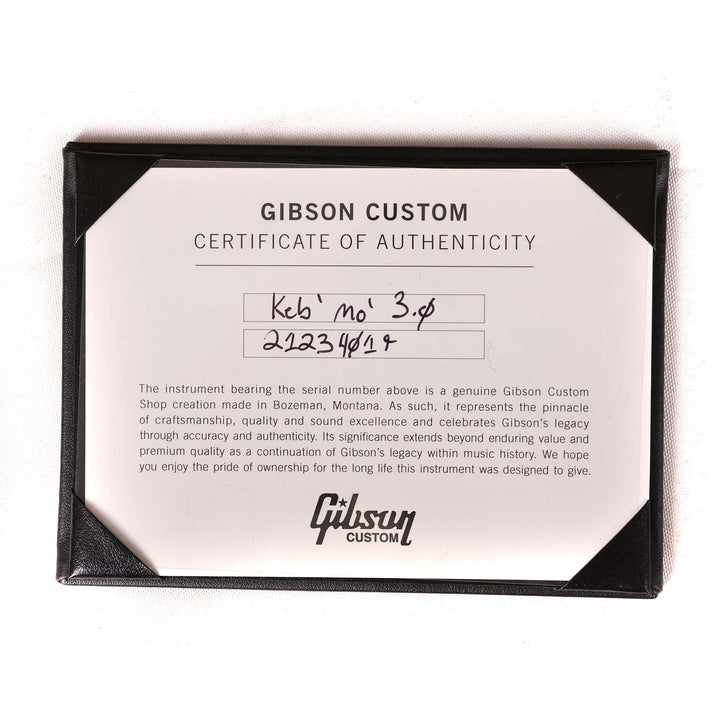 GIBSON CUSTOM
CERTIFICATE OF AUTHENTICITY
Keb' Mo' 3.0
The instrument bearing the serial number above is a genuine Gibson Custom
Shop creation made in Bozeman, Montana. As such, it represents the pinnacle
of craftsmanship, quality and sound excellence and celebrates Gibson's legacy
through accuracy and authenticity. Its significance extends beyond enduring value and
premium quality as a continuation of Gibson's legacy within music history. We hope
you enjoy the pride of ownership for the long life this instrument was designed to give.
Gibson
CUSTOM